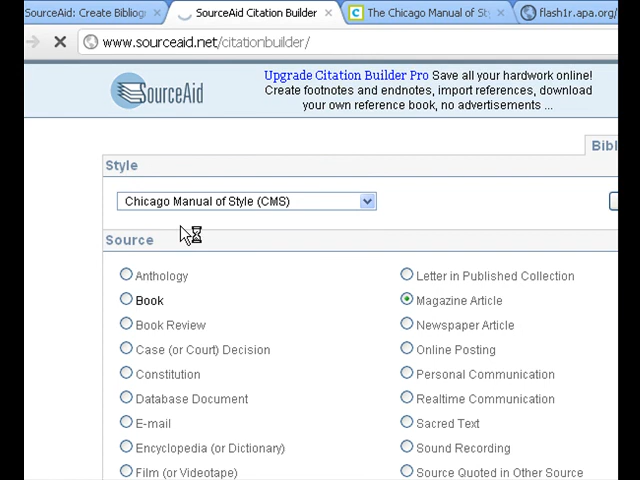 SourceAid: Create Bibliogr
SourceAid Citation Builder
The Chicago Manual of St
flash1r.apa.org/
www.sourceaid.net/citationbuilder/
SourceAid
Upgrade Citation Builder Pro Save all your hardwork online!
Create footnotes and endnotes, import references, download
your own reference book, no advertisements ...
Bibl
Style
Chicago Manual of Style (CMS)
Source
Anthology
Book
Book Review
Case (or Court) Decision
Constitution
Database Document
E-mail
Encyclopedia (or Dictionary)
Film (or Videotape)
Letter in Published Collection
Magazine Article
Newspaper Article
Online Posting
Personal Communication
Realtime Communication
Sacred Text
Sound Recording
Source Quoted in Other Source